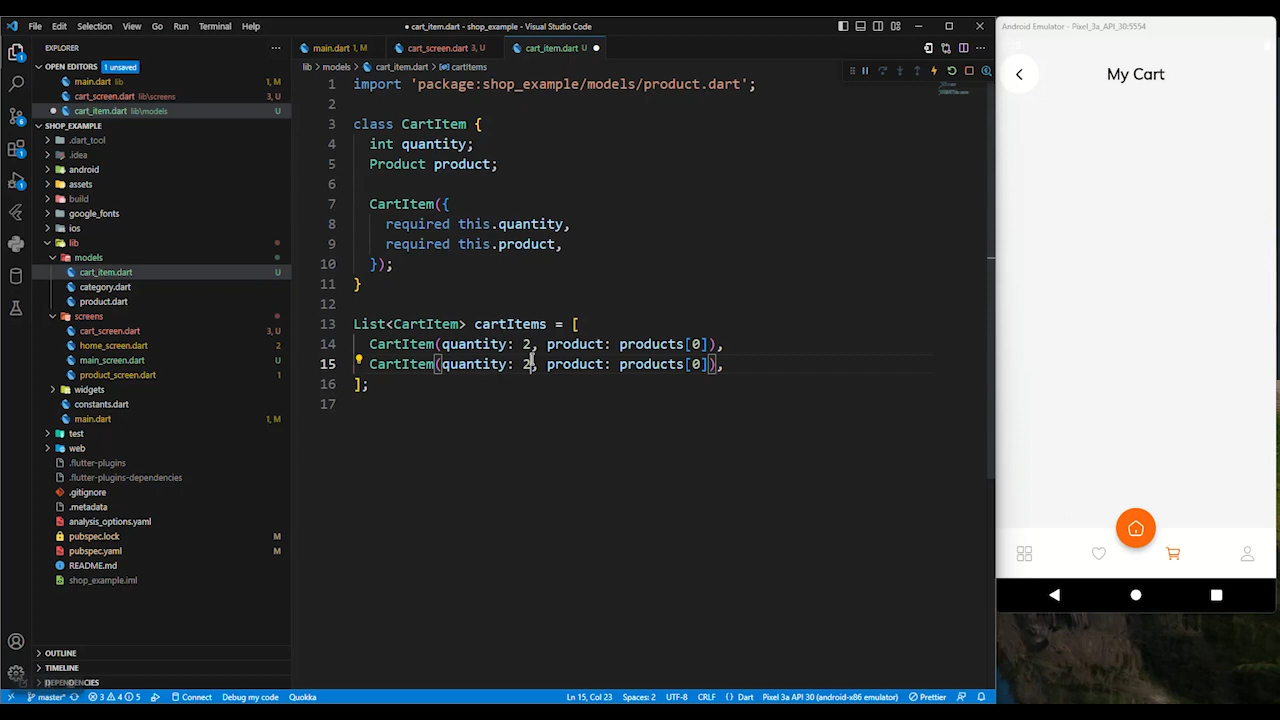 File Edit Selection View Go Run Terminal Help
● cart_item.dart - shop_example - Visual Studio Code
Android Emulator - Pixel_3a_API_30:5554
EXPLORER
OPEN EDITORS 1 unsaved
main.dart lib 1, M
cart_screen.dart lib\screens 3, U
● cart_item.dart lib\models U
SHOP_EXAMPLE
.dart_tool
.idea
android
assets
build
google_fonts
ios
lib
models
cart_item.dart U
category.dart
product.dart
screens
cart_screen.dart 3, U
home_screen.dart 2, M
main_screen.dart U
product_screen.dart 1
widgets
constants.dart
main.dart 1, M
test
web
.flutter-plugins
.flutter-plugins-dependencies
.gitignore
.metadata
analysis_options.yaml
pubspec.lock M
pubspec.yaml M
README.md
shop_example.iml
OUTLINE
TIMELINE
DEPENDENCIES
main.dart 1, M cart_screen.dart 3, U cart_item.dart U ●
lib > models > cart_item.dart > cartItems
1 import 'package:shop_example/models/product.dart';
2
3 class CartItem {
4 int quantity;
5 Product product;
6
7 CartItem({
8 required this.quantity,
9 required this.product,
10 });
11 }
12
13 List<CartItem> cartItems = [
14 CartItem(quantity: 2, product: products[0]),
15 CartItem(quantity: 2, product: products[0]),
16 ];
17
My Cart
master* 3 4 5 Connect Debug my code Quokka Ln 15, Col 23 Spaces: 2 UTF-8 CRLF {} Dart Pixel 3a API 30 (android-x86 emulator) Prettier